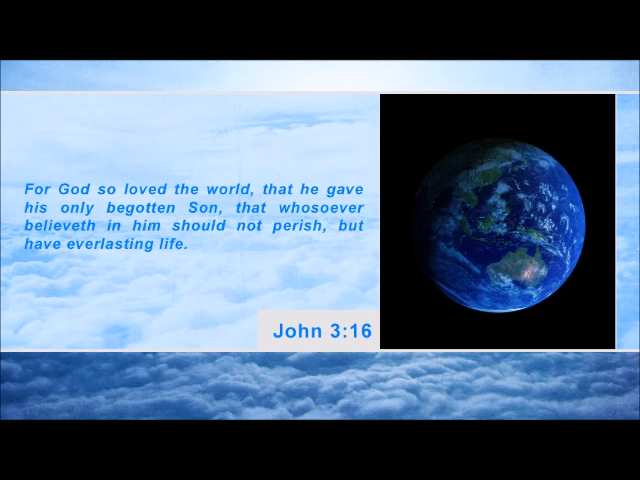 For God so loved the world, that he gave
his only begotten Son, that whosoever
believeth in him should not perish, but
have everlasting life.
John 3:16